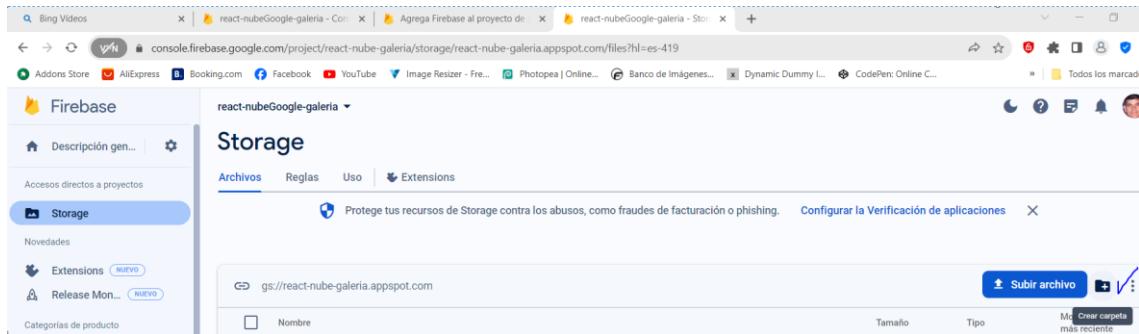 Bing Videos
react-nubeGoogle-galeria - Con
Agrega Firebase al proyecto de
react-nubeGoogle-galeria - Stor
VPN
console.firebase.google.com/project/react-nube-galeria/storage/react-nube-galeria.appspot.com/files?hl=es-419
Addons Store
AliExpress
Booking.com
Facebook
YouTube
Image Resizer - Fre...
Photopea | Online...
Banco de Imágenes...
Dynamic Dummy I...
CodePen: Online C...
»
Todos los marcad
Firebase
react-nubeGoogle-galeria
Descripción gen...
Storage
Accesos directos a proyectos
Archivos
Reglas
Uso
Extensions
Storage
Protege tus recursos de Storage contra los abusos, como fraudes de facturación o phishing.
Configurar la Verificación de aplicaciones
Novedades
Extensions
NUEVO
Release Mon...
NUEVO
gs://react-nube-galeria.appspot.com
Subir archivo
Crear carpeta
Categorías de producto
Nombre
Tamaño
Tipo
más reciente